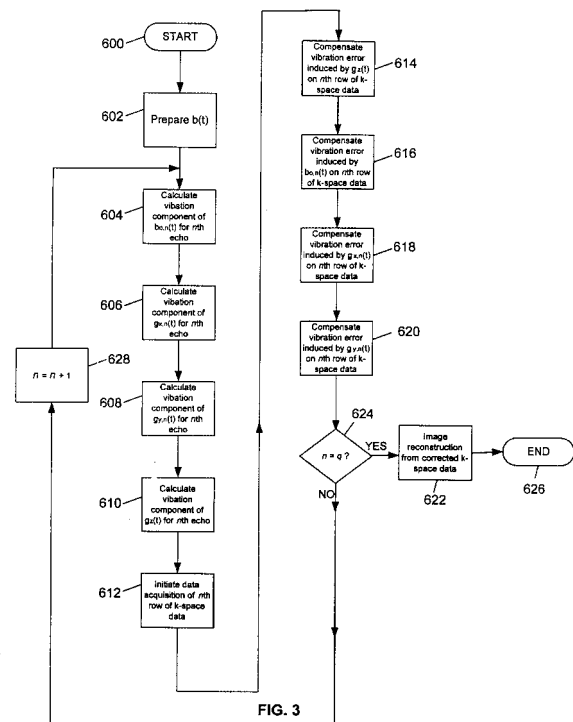 600
START
602
Prepare b(t)
604
Calculate
vibation
component of
b0,n(t) for nth
echo
606
Calculate
vibation
component of
gx,n(t) for nth
echo
628
n = n + 1
608
Calculate
vibation
component of
gy,n(t) for nth
echo
610
Calculate
vibation
component of
gz(t) for nth echo
612
Initiate data
acquisition of nth
row of k-space
data
Compensate
vibration error
induced by gz(t)
on nth row of k-
space data
614
Compensate
vibration error
induced by
b0,n(t) on nth row
of k-space data
616
Compensate
vibration error
induced by gx,n(t)
on nth row of k-
space data
618
Compensate
vibration error
induced by gy,n(t)
on nth row of k-
space data
620
624
n = q ?
YES
NO
Image
reconstruction
from corrected k-
space data
622
END
626
FIG. 3